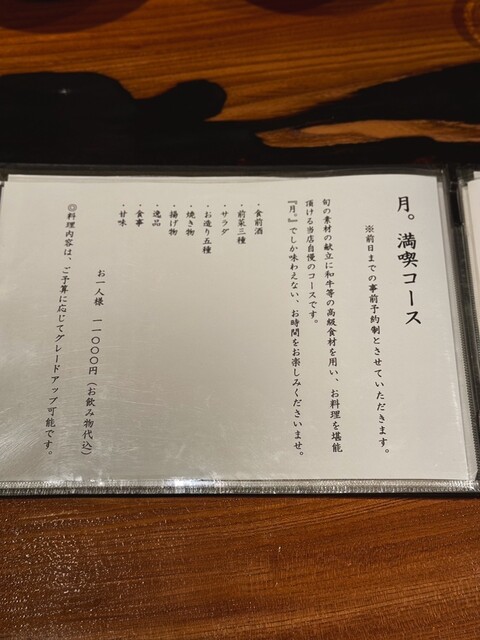 月。満喫コース
※前日までの事前予約制とさせていただきます。
旬の素材の献立に和牛等の高級食材を用い、お料理を堪能
頂ける当店自慢のコースです。
『月。』でしか味わえない、お時間をお楽しみくださいませ。
・食前酒
・前菜三種
・サラダ
・お造り五種
・焼き物
・揚げ物
・逸品
・食事
・甘味
お一人様 一一〇〇〇円（お飲み物代込）
◎料理内容は、ご予算に応じてグレードアップ可能です。